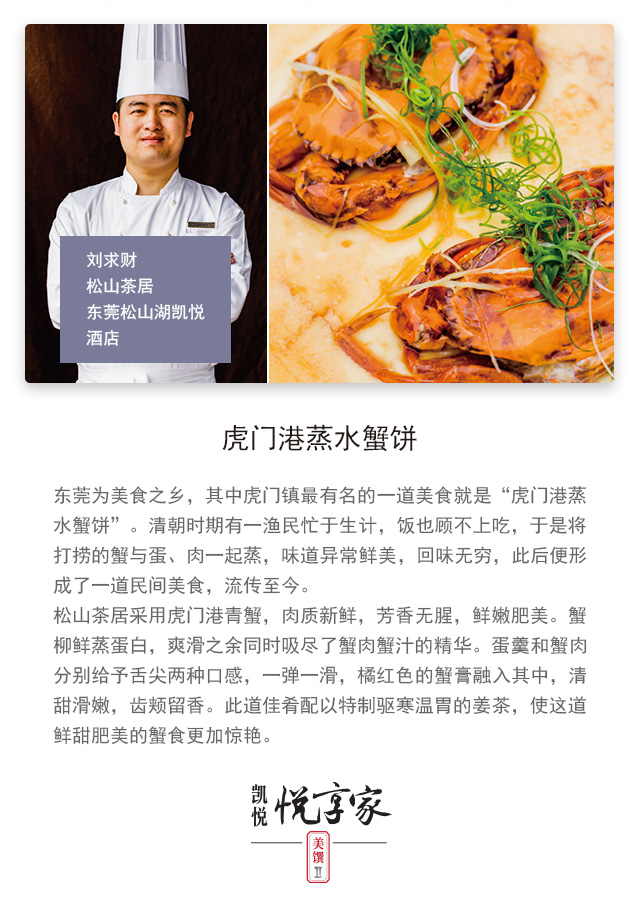 刘求财
松山茶居
东莞松山湖凯悦
酒店
虎门港蒸水蟹饼
东莞为美食之乡，其中虎门镇最有名的一道美食就是“虎门港蒸
水蟹饼”。清朝时期有一渔民忙于生计，饭也顾不上吃，于是将
打捞的蟹与蛋、肉一起蒸，味道异常鲜美，回味无穷，此后便形
成了一道民间美食，流传至今。
松山茶居采用虎门港青蟹，肉质新鲜，芳香无腥，鲜嫩肥美。蟹
柳鲜蒸蛋白，爽滑之余同时吸尽了蟹肉蟹汁的精华。蛋羹和蟹肉
分别给予舌尖两种口感，一弹一滑，橘红色的蟹膏融入其中，清
甜滑嫩，齿颊留香。此道佳肴配以特制驱寒温胃的姜茶，使这道
鲜甜肥美的蟹食更加惊艳。
凯悦 悦享家
美馔
II